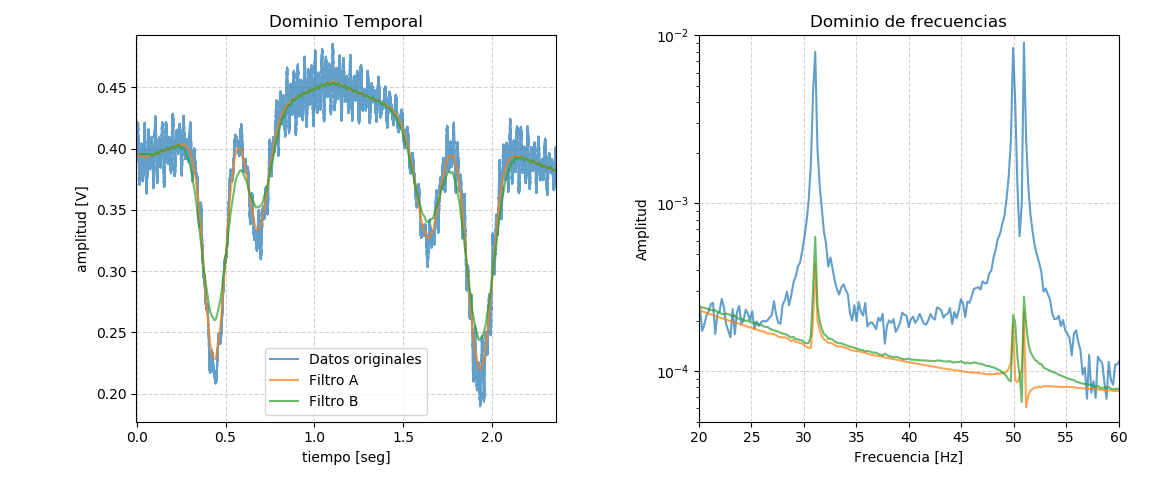 Dominio Temporal
amplitud [V]
0.45
0.40
0.35
0.30
0.25
0.20
Datos originales
Filtro A
Filtro B
0.0
0.5
1.0
1.5
2.0
tiempo [seg]
Dominio de frecuencias
Amplitud
10⁻²
10⁻³
10⁻⁴
20
25
30
35
40
45
50
55
60
Frecuencia [Hz]